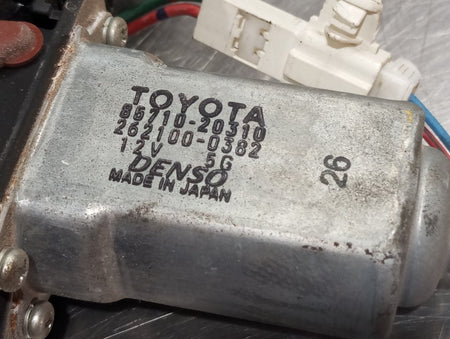 TOYOTA
85710-20310
262100-0382
12V 5G
DENSO
MADE IN JAPAN
26